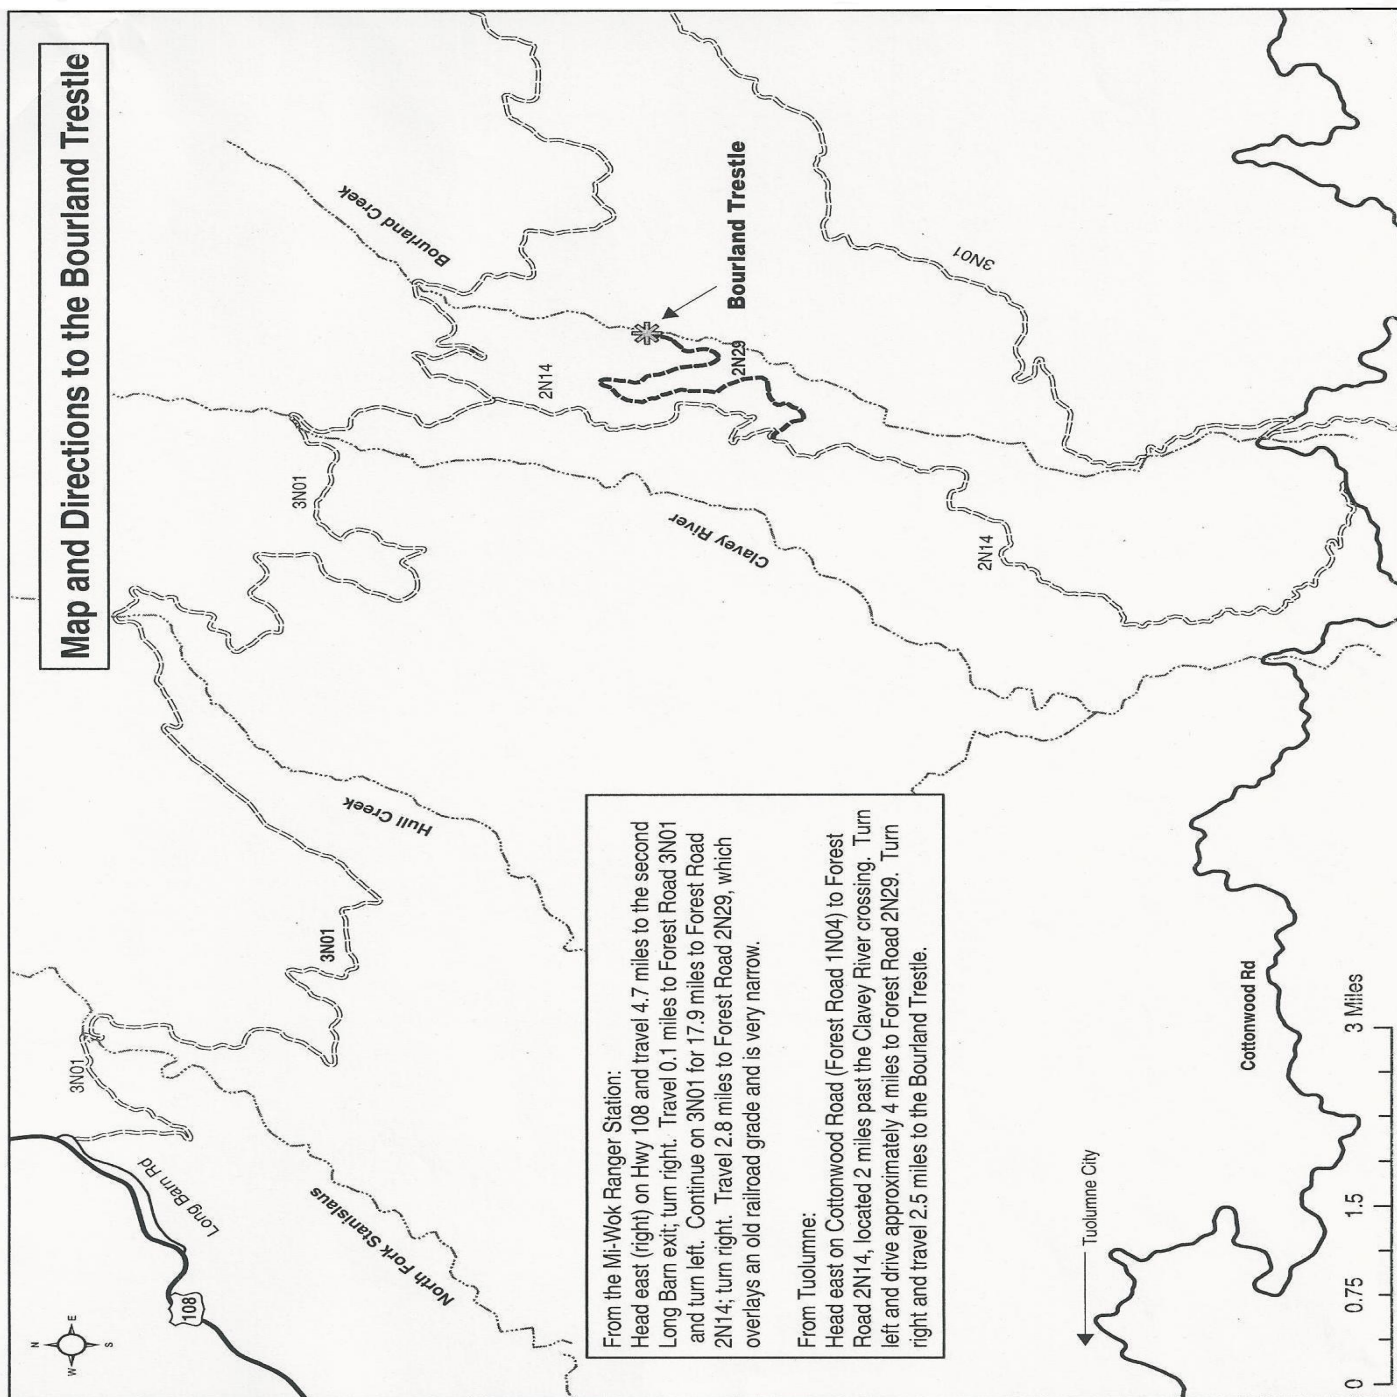 Map and Directions to the Bourland Trestle
N
W
E
S
108
Long Barn Rd
3N01
North Fork Stanislaus
3N01
Hull Creek
3N01
Clavey River
2N14
Bourland Creek
2N29
Bourland Trestle
3N01
2N14
From the Mi-Wok Ranger Station:
Head east (right) on Hwy 108 and travel 4.7 miles to the second
Long Barn exit; turn right. Travel 0.1 miles to Forest Road 3N01
and turn left. Continue on 3N01 for 17.9 miles to Forest Road
2N14; turn right. Travel 2.8 miles to Forest Road 2N29, which
overlays an old railroad grade and is very narrow.
From Tuolumne:
Head east on Cottonwood Road (Forest Road 1N04) to Forest
Road 2N14, located 2 miles past the Clavey River crossing. Turn
left and drive approximately 4 miles to Forest Road 2N29. Turn
right and travel 2.5 miles to the Bourland Trestle.
Tuolumne City
Cottonwood Rd
0 0.75 1.5 3 Miles